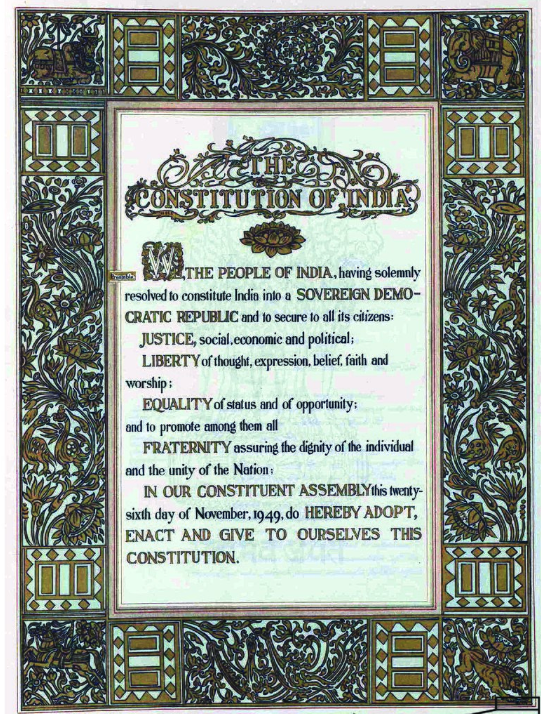 THE
CONSTITUTION OF INDIA
WE, THE PEOPLE OF INDIA, having solemnly
resolved to constitute India into a SOVEREIGN DEMO-
CRATIC REPUBLIC and to secure to all its citizens:
JUSTICE, social, economic and political;
LIBERTY of thought, expression, belief, faith and
worship;
EQUALITY of status and of opportunity;
and to promote among them all
FRATERNITY assuring the dignity of the individual
and the unity of the Nation;
IN OUR CONSTITUENT ASSEMBLY this twenty-
sixth day of November, 1949, do HEREBY ADOPT,
ENACT AND GIVE TO OURSELVES THIS
CONSTITUTION.